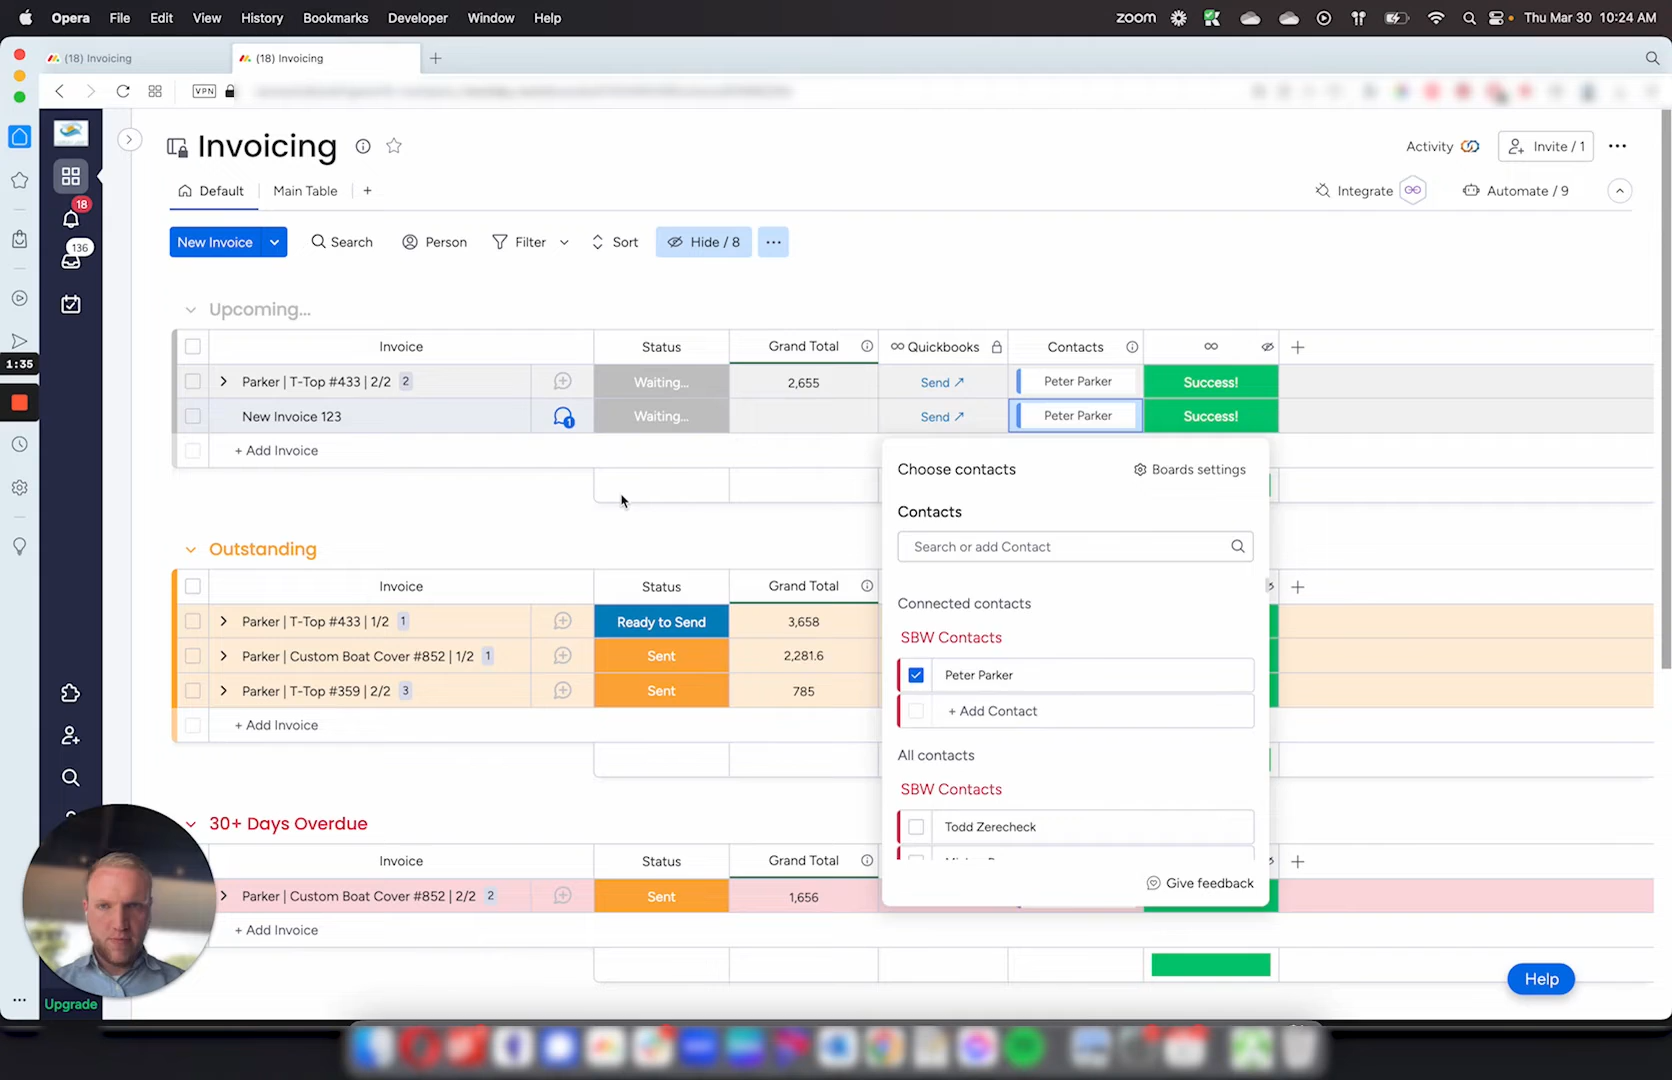 Opera File Edit View History Bookmarks Developer Window Help zoom Thu Mar 30 10:24 AM
(18) Invoicing (18) Invoicing
VPN
Invoicing Activity Invite / 1
Default Main Table + Integrate Automate / 9
18
136
New Invoice Search Person Filter Sort Hide / 8
Upcoming...
Invoice Status Grand Total Quickbooks Contacts
Parker | T-Top #433 | 2/2 2 Waiting... 2,655 Send ↗ Peter Parker Success!
New Invoice 123 1 Waiting... Send ↗ Peter Parker Success!
+ Add Invoice
1:35
Choose contacts Boards settings
Contacts
Search or add Contact
Connected contacts
SBW Contacts
Peter Parker
+ Add Contact
All contacts
SBW Contacts
Todd Zerecheck
Give feedback
Outstanding
Invoice Status Grand Total
Parker | T-Top #433 | 1/2 1 Ready to Send 3,658
Parker | Custom Boat Cover #852 | 1/2 1 Sent 2,281.6
Parker | T-Top #359 | 2/2 3 Sent 785
+ Add Invoice
30+ Days Overdue
Invoice Status Grand Total
Parker | Custom Boat Cover #852 | 2/2 2 Sent 1,656
+ Add Invoice
Upgrade
Help